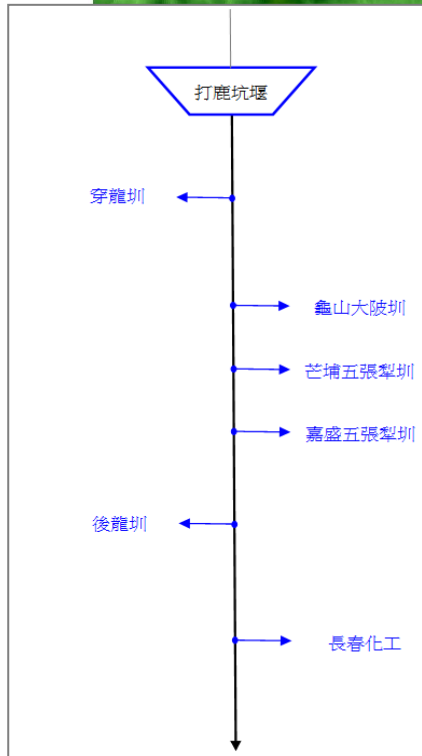 打鹿坑堰
穿龍圳
龜山大陂圳
芒埔五張犁圳
嘉盛五張犁圳
後龍圳
長春化工